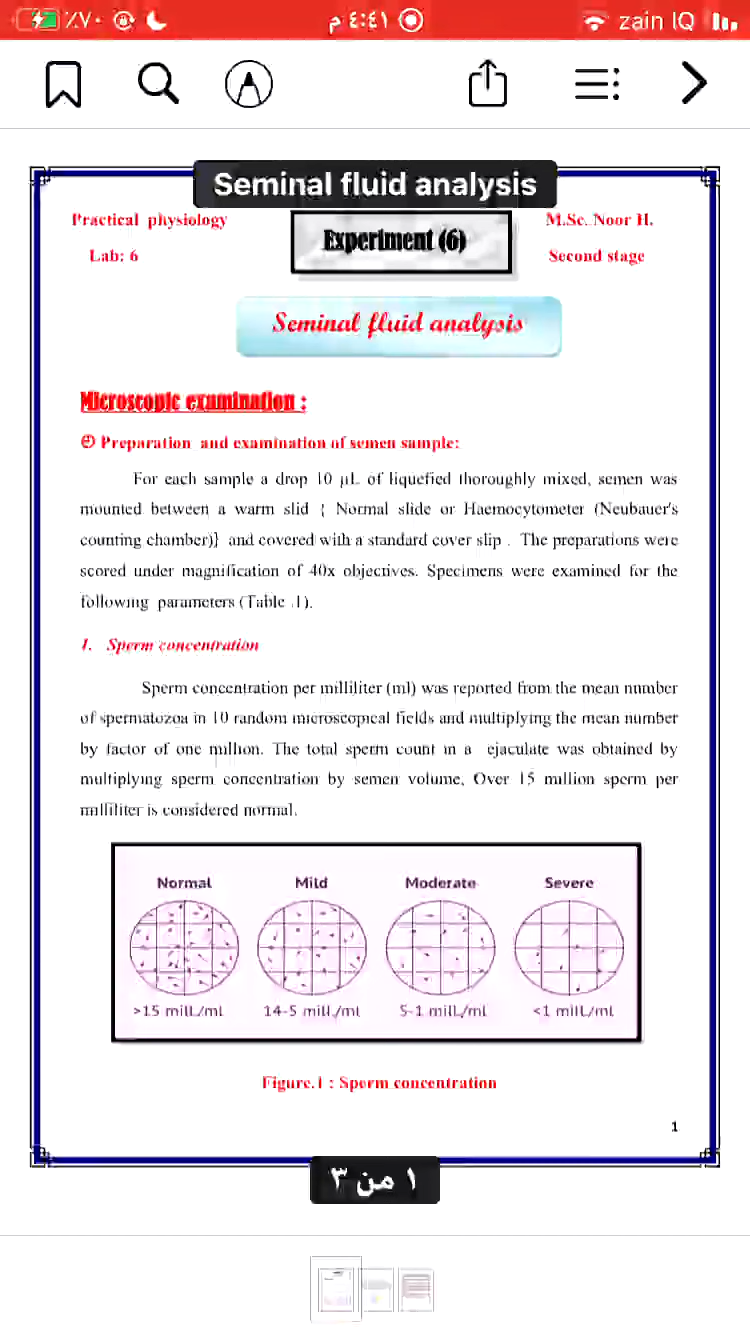 ٪٧٠ ٤:٤١ م zain IQ
Seminal fluid analysis
Practical physiology Experiment (6) M.Sc. Noor H.
Lab: 6 Second stage
Seminal fluid analysis
Microscopic examination :
Preparation and examination of semen sample:
For each sample a drop 10 µL of liquefied thoroughly mixed, semen was
mounted between a warm slid { Normal slide or Haemocytometer (Neubauer's
counting chamber)} and covered with a standard cover slip . The preparations were
scored under magnification of 40x objectives. Specimens were examined for the
following parameters (Table .1).
1. Sperm concentration
Sperm concentration per milliliter (ml) was reported from the mean number
of spermatozoa in 10 random microscopical fields and multiplying the mean number
by factor of one million. The total sperm count in a ejaculate was obtained by
multiplying sperm concentration by semen volume, Over 15 million sperm per
milliliter is considered normal.
Normal Mild Moderate Severe
>15 mill./ml 14-5 mill./ml 5-1 mill./ml <1 mill./ml
Figure.1 : Sperm concentration
1
١ من ٣